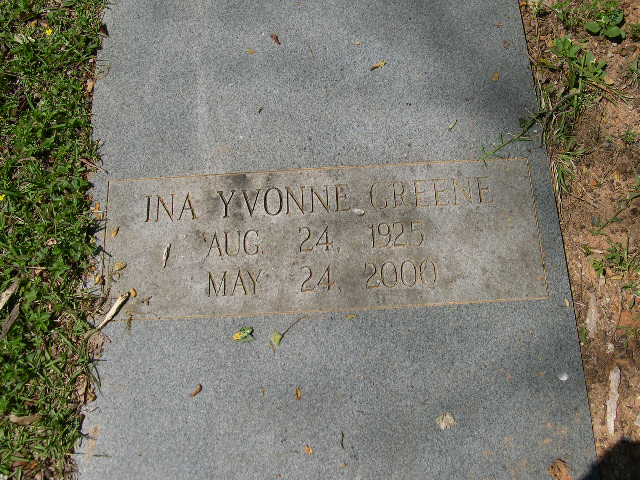 INA YVONNE GREENE
AUG. 24, 1925
MAY 24, 2000